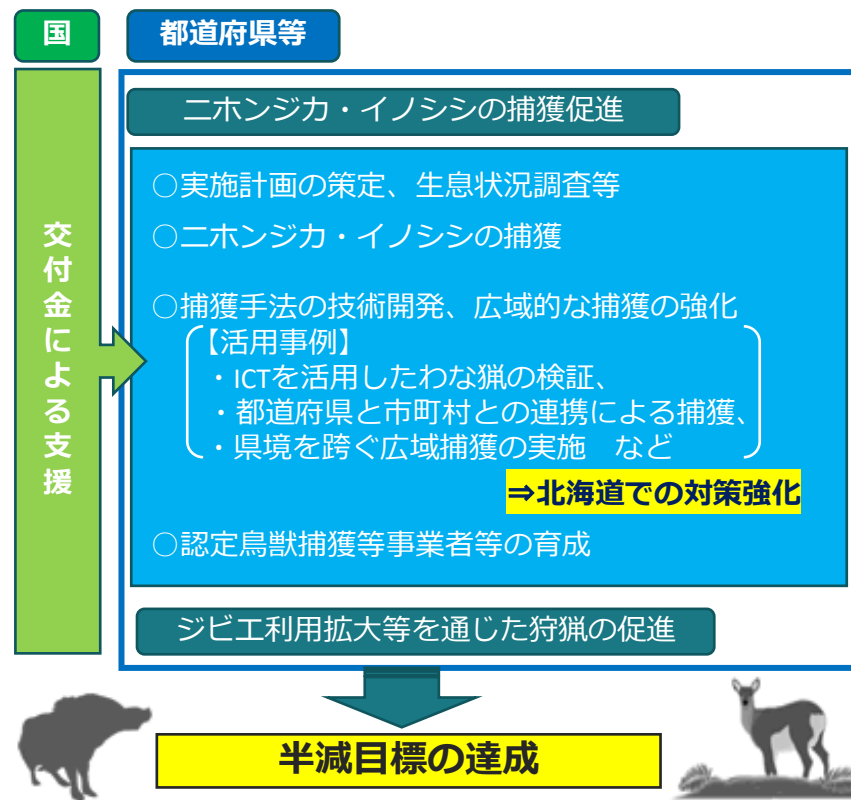 国
都道府県等
交付金による支援
ニホンジカ・イノシシの捕獲促進
○実施計画の策定、生息状況調査等
○ニホンジカ・イノシシの捕獲
○捕獲手法の技術開発、広域的な捕獲の強化
【活用事例】
・ICTを活用したわな猟の検証、
・都道府県と市町村との連携による捕獲、
・県境を跨ぐ広域捕獲の実施　など
⇒北海道での対策強化
○認定鳥獣捕獲等事業者等の育成
ジビエ利用拡大等を通じた狩猟の促進
半減目標の達成